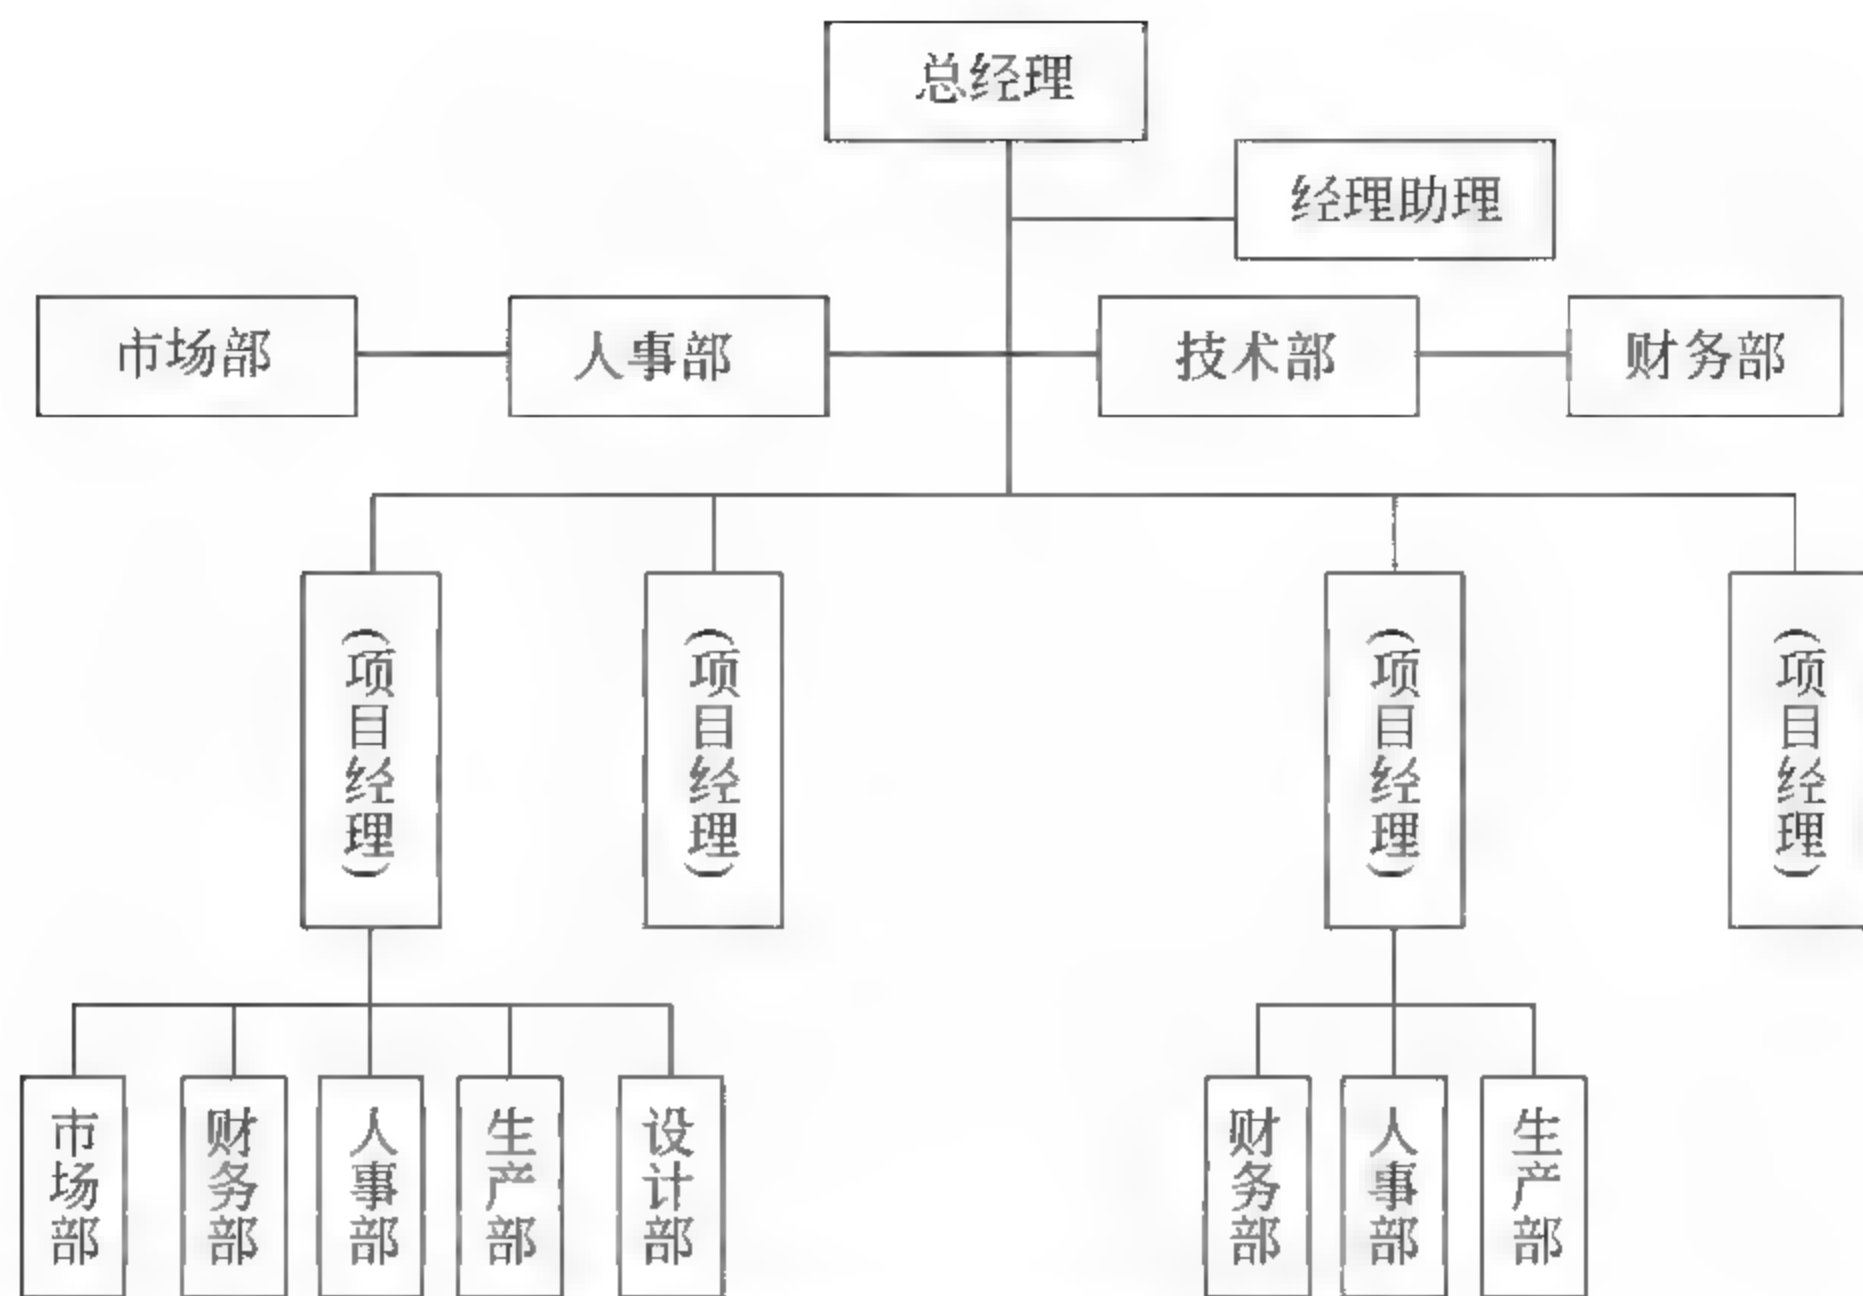 总经理
经理助理
市场部
人事部
技术部
财务部
(项目经理)
(项目经理)
(项目经理)
(项目经理)
市场部
财务部
人事部
生产部
设计部
财务部
人事部
生产部